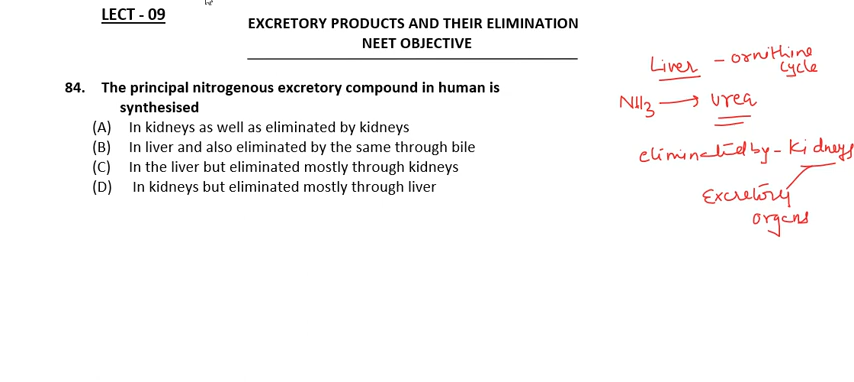 LECT - 09
EXCRETORY PRODUCTS AND THEIR ELIMINATION
NEET OBJECTIVE
84. The principal nitrogenous excretory compound in human is
synthesised
(A) In kidneys as well as eliminated by kidneys
(B) In liver and also eliminated by the same through bile
(C) In the liver but eliminated mostly through kidneys
(D) In kidneys but eliminated mostly through liver
Liver - ornithine
cycle
NH3 → urea
eliminated by - Kidneys
Excretory
organs